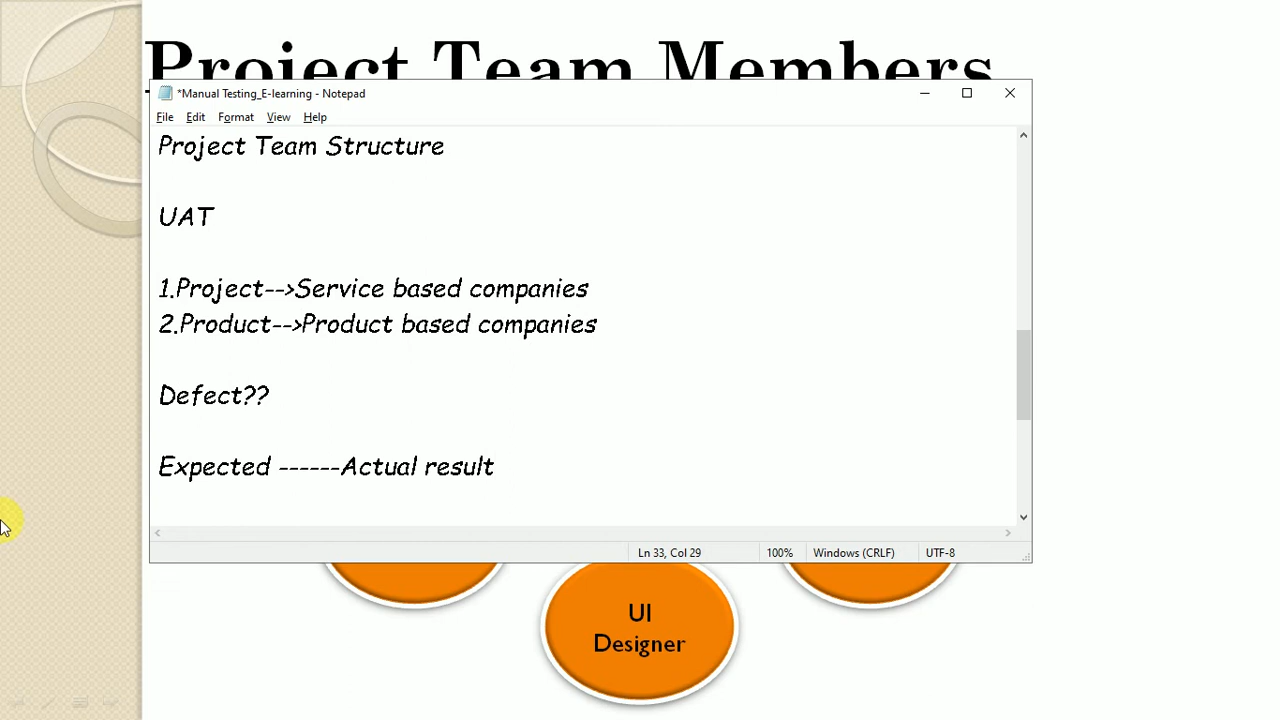 Project Team Members
*Manual Testing_E-learning - Notepad
File Edit Format View Help
Project Team Structure
UAT
1.Project-->Service based companies
2.Product-->Product based companies
Defect??
Expected ------Actual result
Ln 33, Col 29 100% Windows (CRLF) UTF-8
UI
Designer